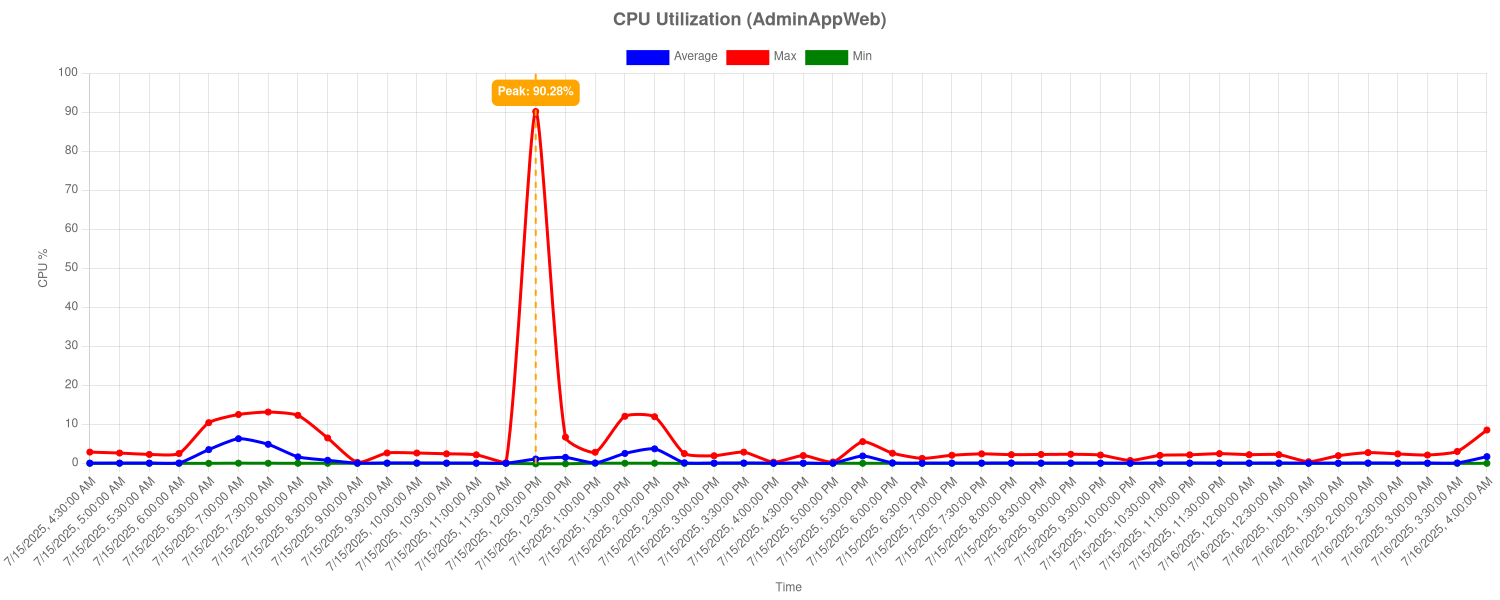 CPU Utilization (AdminAppWeb)
Average Max Min
100
Peak: 90.28%
90
80
70
60
50
40
30
20
10
0
CPU %
7/15/2025, 4:30:00 AM
7/15/2025, 5:00:00 AM
7/15/2025, 5:30:00 AM
7/15/2025, 6:00:00 AM
7/15/2025, 6:30:00 AM
7/15/2025, 7:00:00 AM
7/15/2025, 7:30:00 AM
7/15/2025, 8:00:00 AM
7/15/2025, 8:30:00 AM
7/15/2025, 9:00:00 AM
7/15/2025, 9:30:00 AM
7/15/2025, 10:00:00 AM
7/15/2025, 10:30:00 AM
7/15/2025, 11:00:00 AM
7/15/2025, 11:30:00 AM
7/15/2025, 12:00:00 PM
7/15/2025, 12:30:00 PM
7/15/2025, 1:00:00 PM
7/15/2025, 1:30:00 PM
7/15/2025, 2:00:00 PM
7/15/2025, 2:30:00 PM
7/15/2025, 3:00:00 PM
7/15/2025, 3:30:00 PM
7/15/2025, 4:00:00 PM
7/15/2025, 4:30:00 PM
7/15/2025, 5:00:00 PM
7/15/2025, 5:30:00 PM
7/15/2025, 6:00:00 PM
7/15/2025, 6:30:00 PM
7/15/2025, 7:00:00 PM
7/15/2025, 7:30:00 PM
7/15/2025, 8:00:00 PM
7/15/2025, 8:30:00 PM
7/15/2025, 9:00:00 PM
7/15/2025, 9:30:00 PM
7/15/2025, 10:00:00 PM
7/15/2025, 10:30:00 PM
7/15/2025, 11:00:00 PM
7/15/2025, 11:30:00 PM
7/16/2025, 12:00:00 AM
7/16/2025, 12:30:00 AM
7/16/2025, 1:00:00 AM
7/16/2025, 1:30:00 AM
7/16/2025, 2:00:00 AM
7/16/2025, 2:30:00 AM
7/16/2025, 3:00:00 AM
7/16/2025, 3:30:00 AM
7/16/2025, 4:00:00 AM
Time